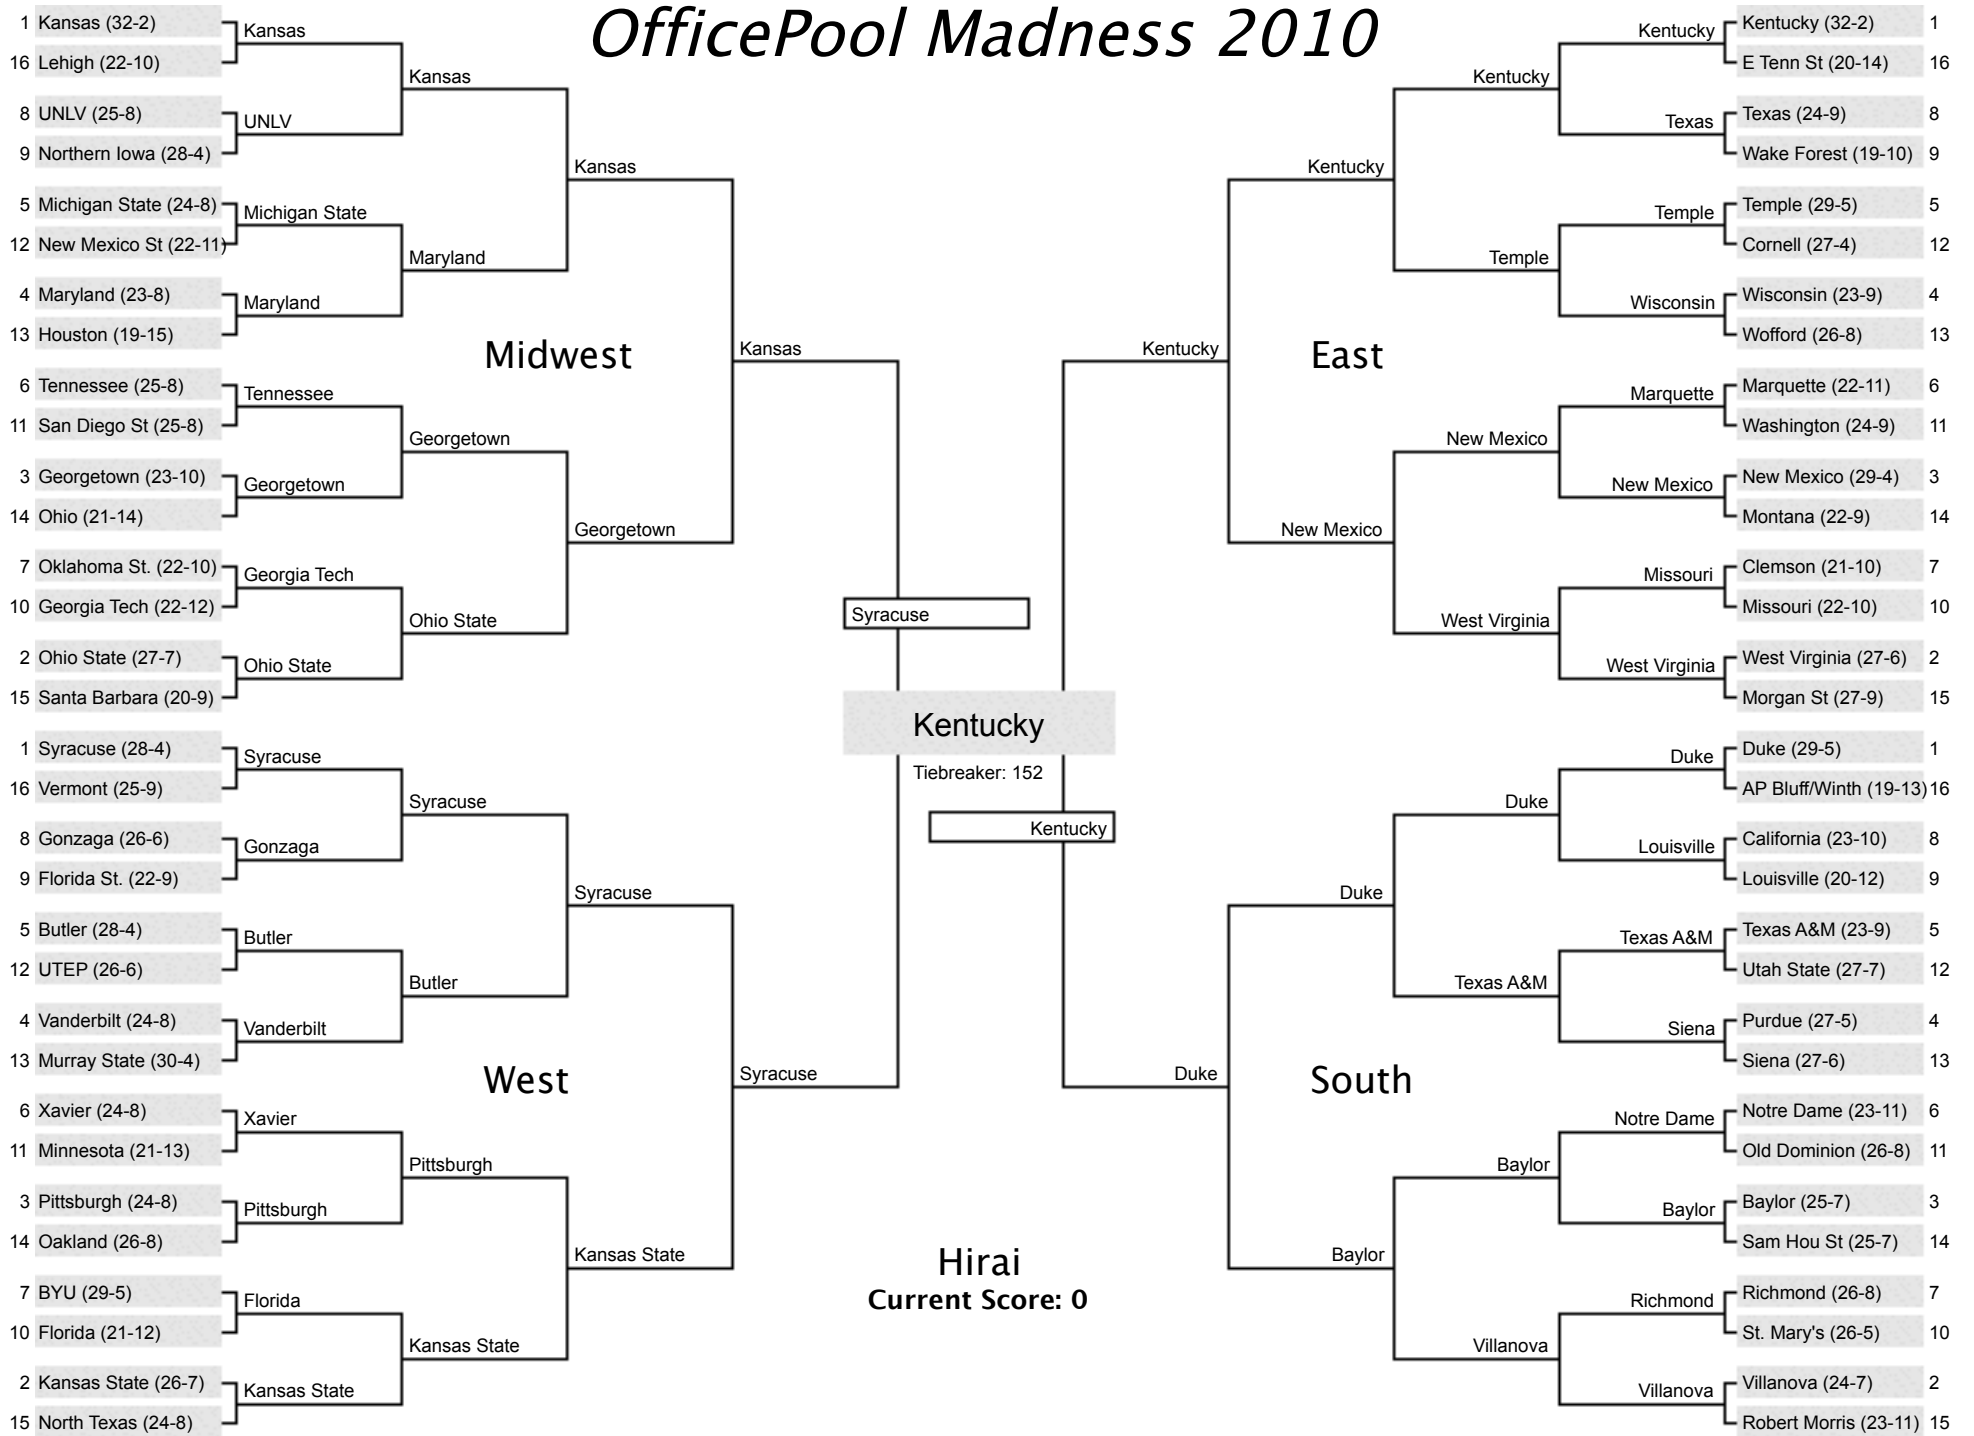 OfficePool Madness 2010
1 Kansas (32-2)
16 Lehigh (22-10)
8 UNLV (25-8)
9 Northern Iowa (28-4)
5 Michigan State (24-8)
12 New Mexico St (22-11)
4 Maryland (23-8)
13 Houston (19-15)
6 Tennessee (25-8)
11 San Diego St (25-8)
3 Georgetown (23-10)
14 Ohio (21-14)
7 Oklahoma St. (22-10)
10 Georgia Tech (22-12)
2 Ohio State (27-7)
15 Santa Barbara (20-9)
Kansas
UNLV
Michigan State
Maryland
Tennessee
Georgetown
Georgia Tech
Ohio State
Kansas
Maryland
Georgetown
Ohio State
Kansas
Georgetown
Kansas
Midwest
1 Syracuse (28-4)
16 Vermont (25-9)
8 Gonzaga (26-6)
9 Florida St. (22-9)
5 Butler (28-4)
12 UTEP (26-6)
4 Vanderbilt (24-8)
13 Murray State (30-4)
6 Xavier (24-8)
11 Minnesota (21-13)
3 Pittsburgh (24-8)
14 Oakland (26-8)
7 BYU (29-5)
10 Florida (21-12)
2 Kansas State (26-7)
15 North Texas (24-8)
Syracuse
Gonzaga
Butler
Vanderbilt
Xavier
Pittsburgh
Florida
Kansas State
Syracuse
Butler
Pittsburgh
Kansas State
Syracuse
Kansas State
Syracuse
West
Syracuse
Kentucky
Tiebreaker: 152
Kentucky
Hirai
Current Score: 0
Kentucky (32-2) 1
E Tenn St (20-14) 16
Texas (24-9) 8
Wake Forest (19-10) 9
Temple (29-5) 5
Cornell (27-4) 12
Wisconsin (23-9) 4
Wofford (26-8) 13
Marquette (22-11) 6
Washington (24-9) 11
New Mexico (29-4) 3
Montana (22-9) 14
Clemson (21-10) 7
Missouri (22-10) 10
West Virginia (27-6) 2
Morgan St (27-9) 15
Kentucky
Texas
Temple
Wisconsin
Marquette
New Mexico
Missouri
West Virginia
Kentucky
Temple
New Mexico
West Virginia
Kentucky
New Mexico
Kentucky
East
Duke (29-5) 1
AP Bluff/Winth (19-13) 16
California (23-10) 8
Louisville (20-12) 9
Texas A&M (23-9) 5
Utah State (27-7) 12
Purdue (27-5) 4
Siena (27-6) 13
Notre Dame (23-11) 6
Old Dominion (26-8) 11
Baylor (25-7) 3
Sam Hou St (25-7) 14
Richmond (26-8) 7
St. Mary's (26-5) 10
Villanova (24-7) 2
Robert Morris (23-11) 15
Duke
Louisville
Texas A&M
Siena
Notre Dame
Baylor
Richmond
Villanova
Duke
Texas A&M
Baylor
Villanova
Duke
Baylor
Duke
South